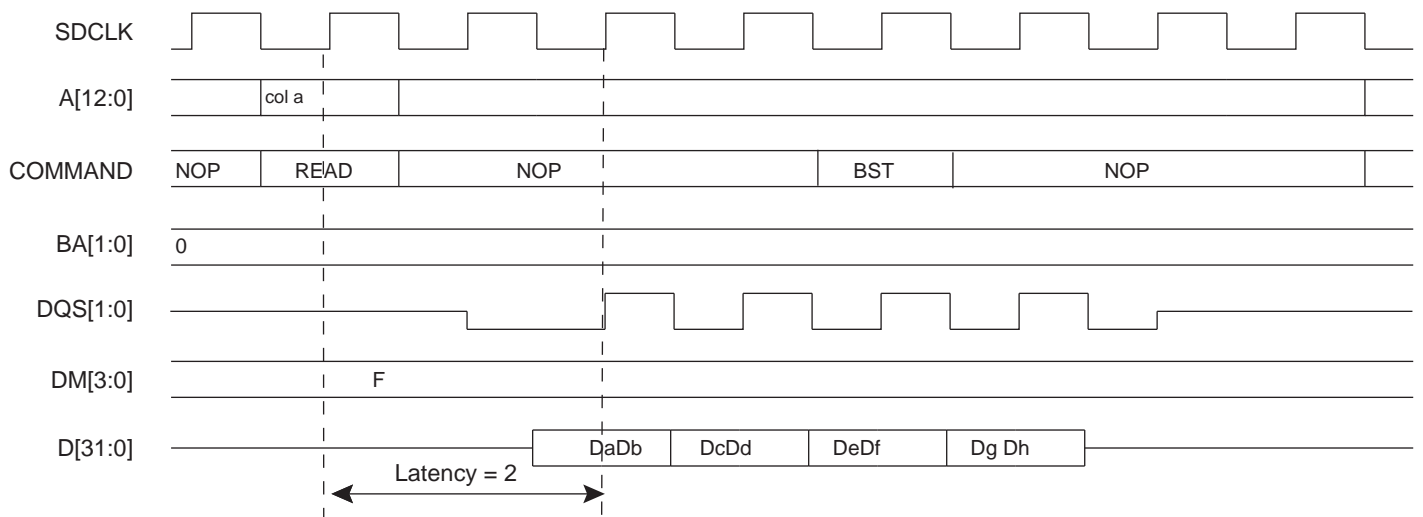 SDCLK
A[12:0] col a
COMMAND NOP READ NOP BST NOP
BA[1:0] 0
DQS[1:0]
DM[3:0] F
D[31:0] DaDb DcDd DeDf Dg Dh
Latency = 2